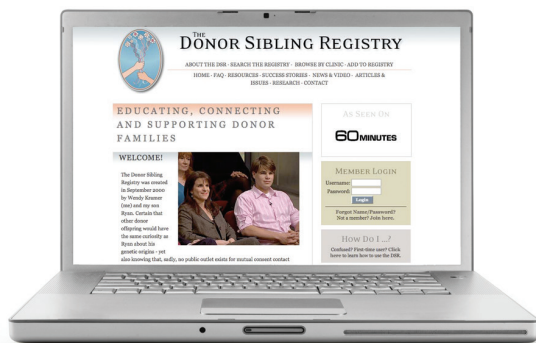 THE
DONOR SIBLING REGISTRY
ABOUT THE DSR · SEARCH THE REGISTRY · BROWSE BY CLINIC · ADD TO REGISTRY
HOME · FAQ · RESOURCES · SUCCESS STORIES · NEWS & VIDEO · ARTICLES &
ISSUES · RESEARCH · CONTACT
EDUCATING, CONNECTING
AND SUPPORTING DONOR
FAMILIES
WELCOME!
The Donor Sibling
Registry was created
in September 2000
by Wendy Kramer
(me) and my son
Ryan. Certain that
other donor
offspring would have
the same curiosity as
Ryan about his
genetic origins - yet
also knowing that, sadly, no public outlet exists for mutual consent contact
AS SEEN ON
60 MINUTES
MEMBER LOGIN
Username:
Password:
Login
Forgot Name/Password?
Not a member? Join here.
HOW DO I ...?
Confused? First-time user? Click
here to learn how to use the DSR.